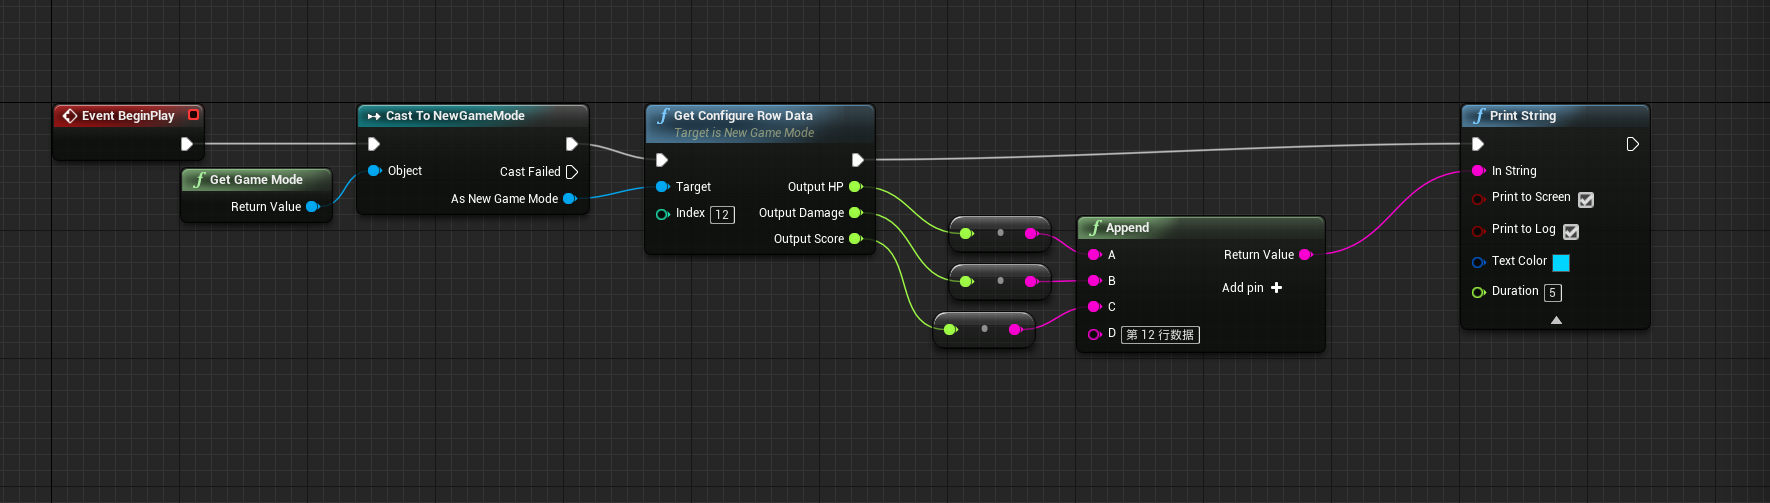 Event BeginPlay
Get Game Mode
Return Value
Cast To NewGameMode
Object
Cast Failed
As New Game Mode
Get Configure Row Data
Target is New Game Mode
Target
Output HP
Index 12
Output Damage
Output Score
Append
A
Return Value
B
Add pin
C
D 第 12 行数据
Print String
In String
Print to Screen
Print to Log
Text Color
Duration 5